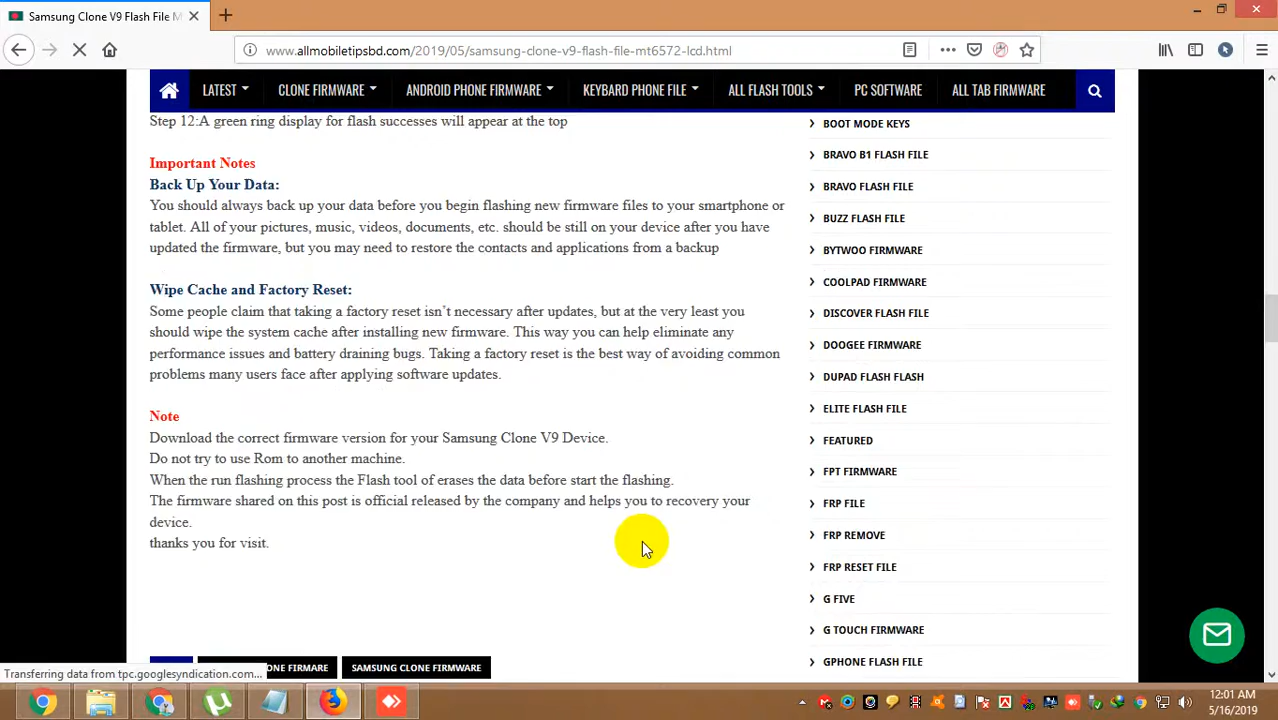 Samsung Clone V9 Flash File M
www.allmobiletipsbd.com/2019/05/samsung-clone-v9-flash-file-mt6572-lcd.html
LATEST CLONE FIRMWARE ANDROID PHONE FIRMWARE KEYBARD PHONE FILE ALL FLASH TOOLS PC SOFTWARE ALL TAB FIRMWARE
Step 12:A green ring display for flash successes will appear at the top
Important Notes
Back Up Your Data:
You should always back up your data before you begin flashing new firmware files to your smartphone or
tablet. All of your pictures, music, videos, documents, etc. should be still on your device after you have
updated the firmware, but you may need to restore the contacts and applications from a backup
Wipe Cache and Factory Reset:
Some people claim that taking a factory reset isn't necessary after updates, but at the very least you
should wipe the system cache after installing new firmware. This way you can help eliminate any
performance issues and battery draining bugs. Taking a factory reset is the best way of avoiding common
problems many users face after applying software updates.
Note
Download the correct firmware version for your Samsung Clone V9 Device.
Do not try to use Rom to another machine.
When the run flashing process the Flash tool of erases the data before start the flashing.
The firmware shared on this post is official released by the company and helps you to recovery your
device.
thanks you for visit.
ONE FIRMARE
SAMSUNG CLONE FIRMWARE
BOOT MODE KEYS
BRAVO B1 FLASH FILE
BRAVO FLASH FILE
BUZZ FLASH FILE
BYTWOO FIRMWARE
COOLPAD FIRMWARE
DISCOVER FLASH FILE
DOOGEE FIRMWARE
DUPAD FLASH FLASH
ELITE FLASH FILE
FEATURED
FPT FIRMWARE
FRP FILE
FRP REMOVE
FRP RESET FILE
G FIVE
G TOUCH FIRMWARE
GPHONE FLASH FILE
Transferring data from tpc.googlesyndication.com...
12:01 AM
5/16/2019